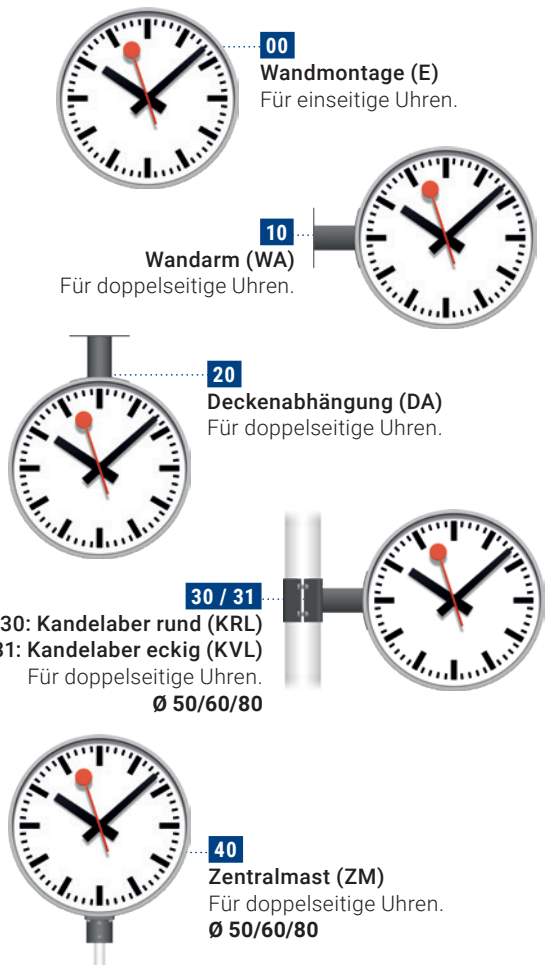 00
Wandmontage (E)
Für einseitige Uhren.
10
Wandarm (WA)
Für doppelseitige Uhren.
20
Deckenabhängung (DA)
Für doppelseitige Uhren.
30 / 31
30: Kandelaber rund (KRL)
31: Kandelaber eckig (KVL)
Für doppelseitige Uhren.
Ø 50/60/80
40
Zentralmast (ZM)
Für doppelseitige Uhren.
Ø 50/60/80